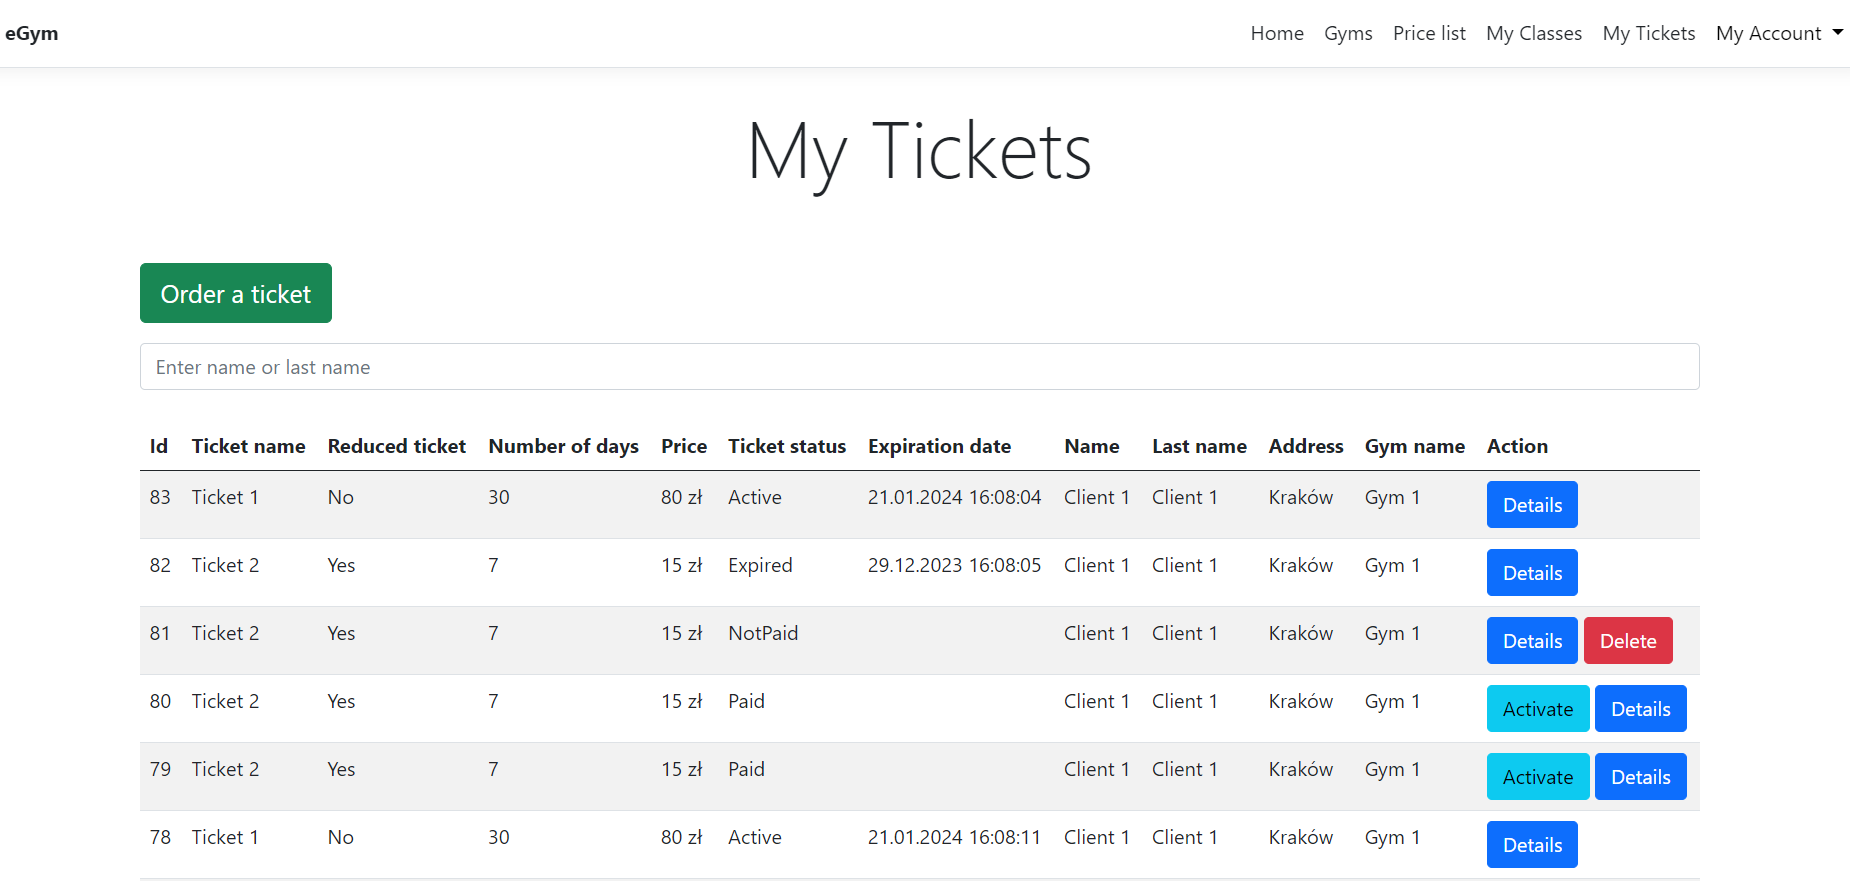 eGym Home Gyms Price list My Classes My Tickets My Account
My Tickets
Order a ticket
Enter name or last name
Id Ticket name Reduced ticket Number of days Price Ticket status Expiration date Name Last name Address Gym name Action
83 Ticket 1 No 30 80 zł Active 21.01.2024 16:08:04 Client 1 Client 1 Kraków Gym 1 Details
82 Ticket 2 Yes 7 15 zł Expired 29.12.2023 16:08:05 Client 1 Client 1 Kraków Gym 1 Details
81 Ticket 2 Yes 7 15 zł NotPaid Client 1 Client 1 Kraków Gym 1 Details Delete
80 Ticket 2 Yes 7 15 zł Paid Client 1 Client 1 Kraków Gym 1 Activate Details
79 Ticket 2 Yes 7 15 zł Paid Client 1 Client 1 Kraków Gym 1 Activate Details
78 Ticket 1 No 30 80 zł Active 21.01.2024 16:08:11 Client 1 Client 1 Kraków Gym 1 Details